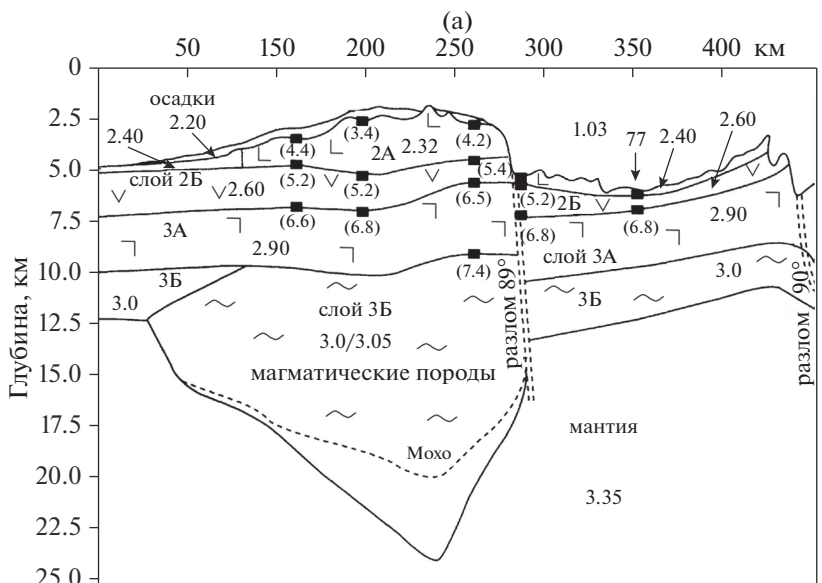 (а)
50 150 200 250 300 350 400 км
0
2.5
5.0
7.5
10.0
12.5
15.0
17.5
20.0
22.5
25.0
Глубина, км
осадки
2.20
2.40
слой 2Б
2.60
3А
2.90
3Б
3.0
(4.4)
(3.4)
(4.2)
2.32
2А
(5.2)
(5.2)
(5.4)
(6.6)
(6.8)
(6.5)
(7.4)
слой 3Б
3.0/3.05
магматические породы
Мохо
разлом 89°
1.03
77
2.40
2.60
(5.2)
2Б
(6.8)
(6.8)
2.90
слой 3А
3.0
3Б
разлом 90°
мантия
3.35